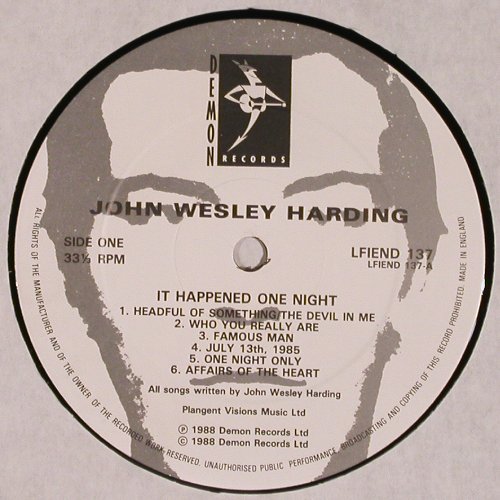 DEMON
RECORDS
JOHN WESLEY HARDING
SIDE ONE
33⅓ RPM
LFIEND 137
LFIEND 137-A
IT HAPPENED ONE NIGHT
1. HEADFUL OF SOMETHING/THE DEVIL IN ME
2. WHO YOU REALLY ARE
3. FAMOUS MAN
4. JULY 13th, 1985
5. ONE NIGHT ONLY
6. AFFAIRS OF THE HEART
All songs written by John Wesley Harding
Plangent Visions Music Ltd
Ⓟ 1988 Demon Records Ltd
© 1988 Demon Records Ltd
ALL RIGHTS OF THE MANUFACTURER AND OF THE OWNER OF THE RECORDED WORK RESERVED. UNAUTHORISED PUBLIC PERFORMANCE, BROADCASTING AND COPYING OF THIS RECORD PROHIBITED. MADE IN ENGLAND